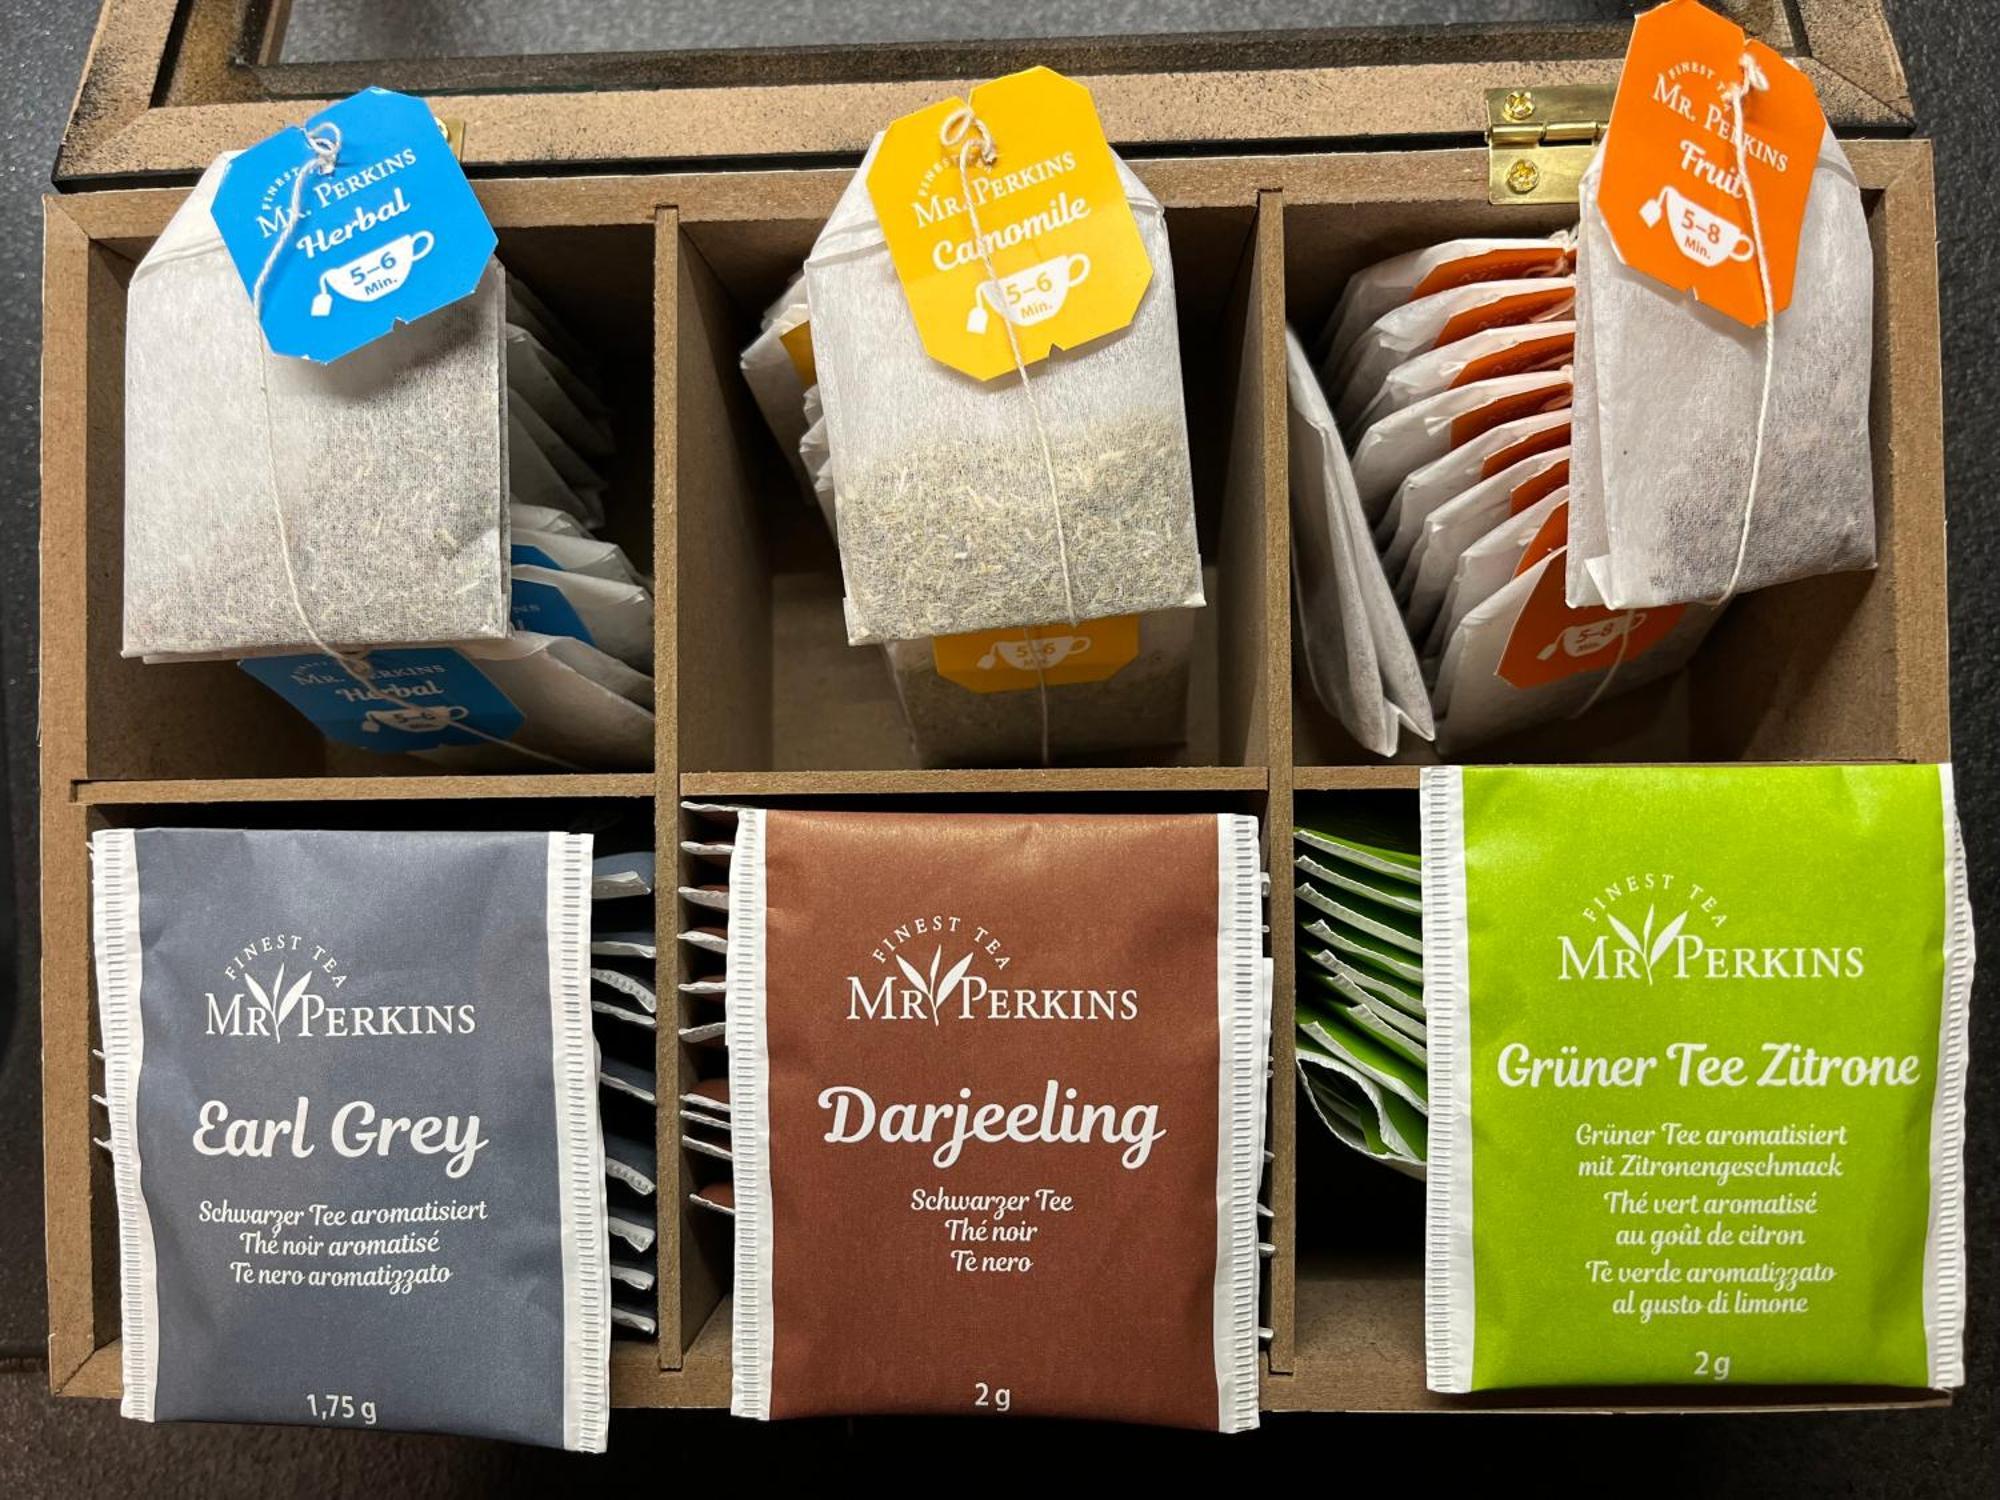 FINEST TEA
MR. PERKINS
Herbal
5–6
Min.
FINEST
MR. PERKINS
Camomile
5–6
Min.
FINEST TEA
MR. PERKINS
Fruit
5–8
Min.
MR. PERKINS
Herbal
5–6
5–6
Min.
5–8
Min.
FINEST TEA
MR PERKINS
Earl Grey
Schwarzer Tee aromatisiert
Thé noir aromatisé
Tè nero aromatizzato
1,75 g
FINEST TEA
MR PERKINS
Darjeeling
Schwarzer Tee
Thé noir
Tè nero
2 g
FINEST TEA
MR PERKINS
Grüner Tee Zitrone
Grüner Tee aromatisiert
mit Zitronengeschmack
Thé vert aromatisé
au goût de citron
Tè verde aromatizzato
al gusto di limone
2 g